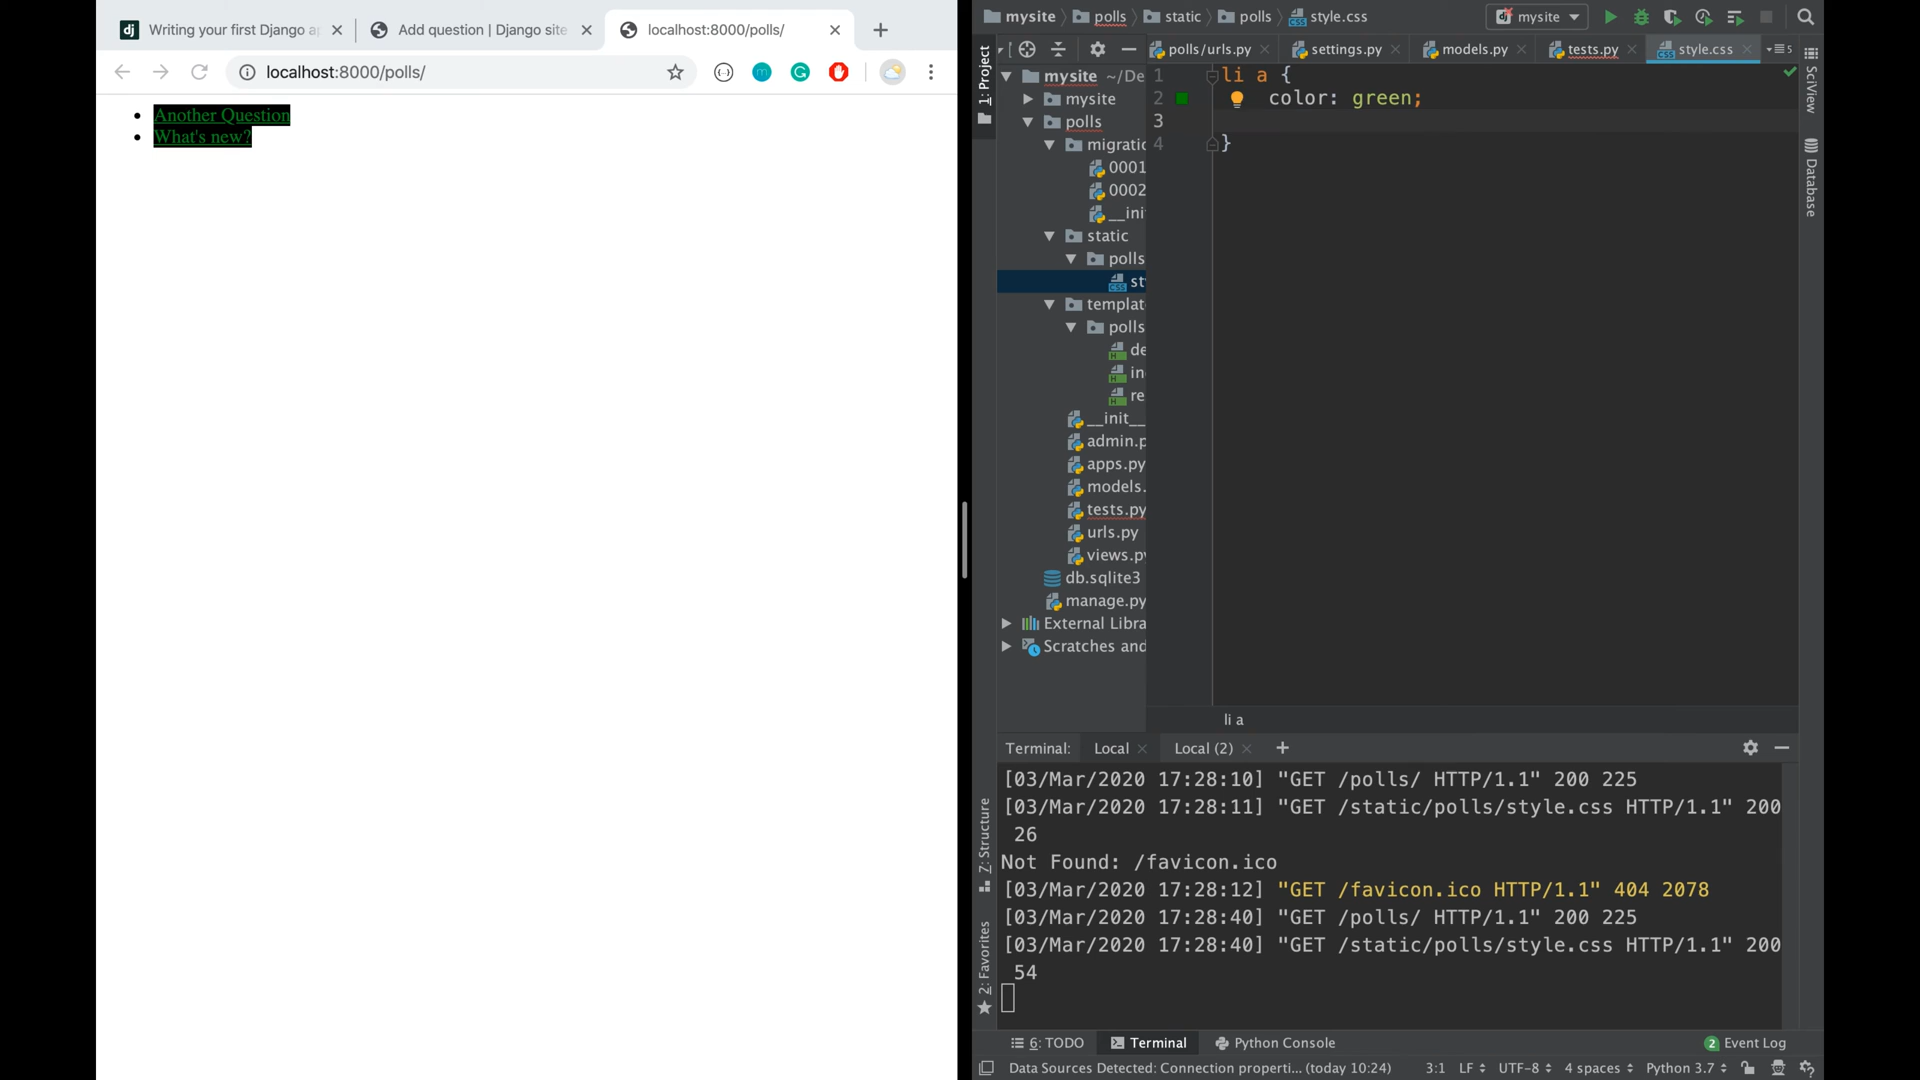 Writing your first Django ap
Add question | Django site
localhost:8000/polls/
localhost:8000/polls/
Another Question
What's new?
mysite polls static polls style.css
mysite
1: Project
polls/urls.py settings.py models.py tests.py style.css
mysite ~/De
mysite
polls
migratio
0001
0002
__ini
static
polls
st
templat
polls
de
in
re
__init__
admin.p
apps.py
models.
tests.py
urls.py
views.py
db.sqlite3
manage.py
External Libra
Scratches and
1 li a {
2 color: green;
3
4 }
li a
SciView
Database
Terminal: Local Local (2)
[03/Mar/2020 17:28:10] "GET /polls/ HTTP/1.1" 200 225
[03/Mar/2020 17:28:11] "GET /static/polls/style.css HTTP/1.1" 200
26
Not Found: /favicon.ico
[03/Mar/2020 17:28:12] "GET /favicon.ico HTTP/1.1" 404 2078
[03/Mar/2020 17:28:40] "GET /polls/ HTTP/1.1" 200 225
[03/Mar/2020 17:28:40] "GET /static/polls/style.css HTTP/1.1" 200
54
Z: Structure
2: Favorites
6: TODO Terminal Python Console
2 Event Log
Data Sources Detected: Connection properti... (today 10:24) 3:1 LF UTF-8 4 spaces Python 3.7